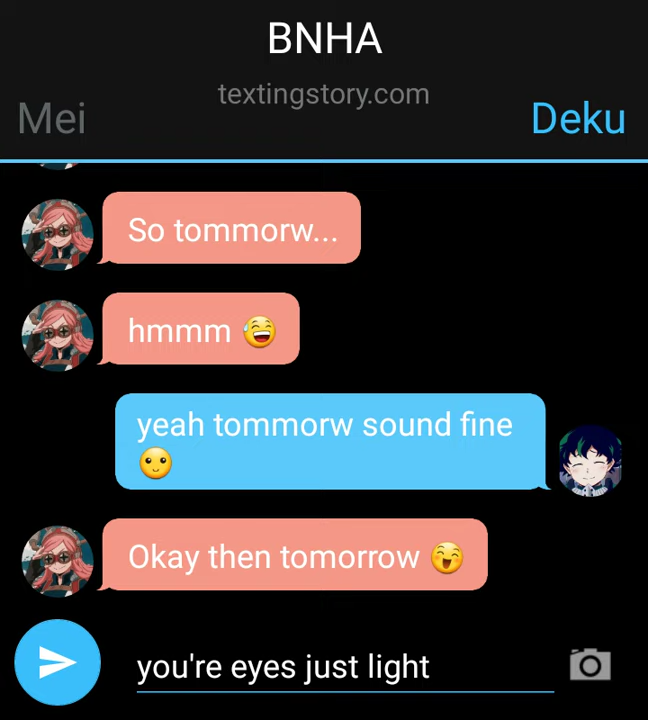 BNHA
textingstory.com
Mei
Deku
So tommorw...
hmmm 😅
yeah tommorw sound fine
🙂
Okay then tomorrow 😄
you're eyes just light